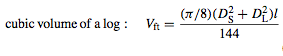 cubic volume of a log : V_ft = (π/8)(D_S^2 + D_L^2)l / 144